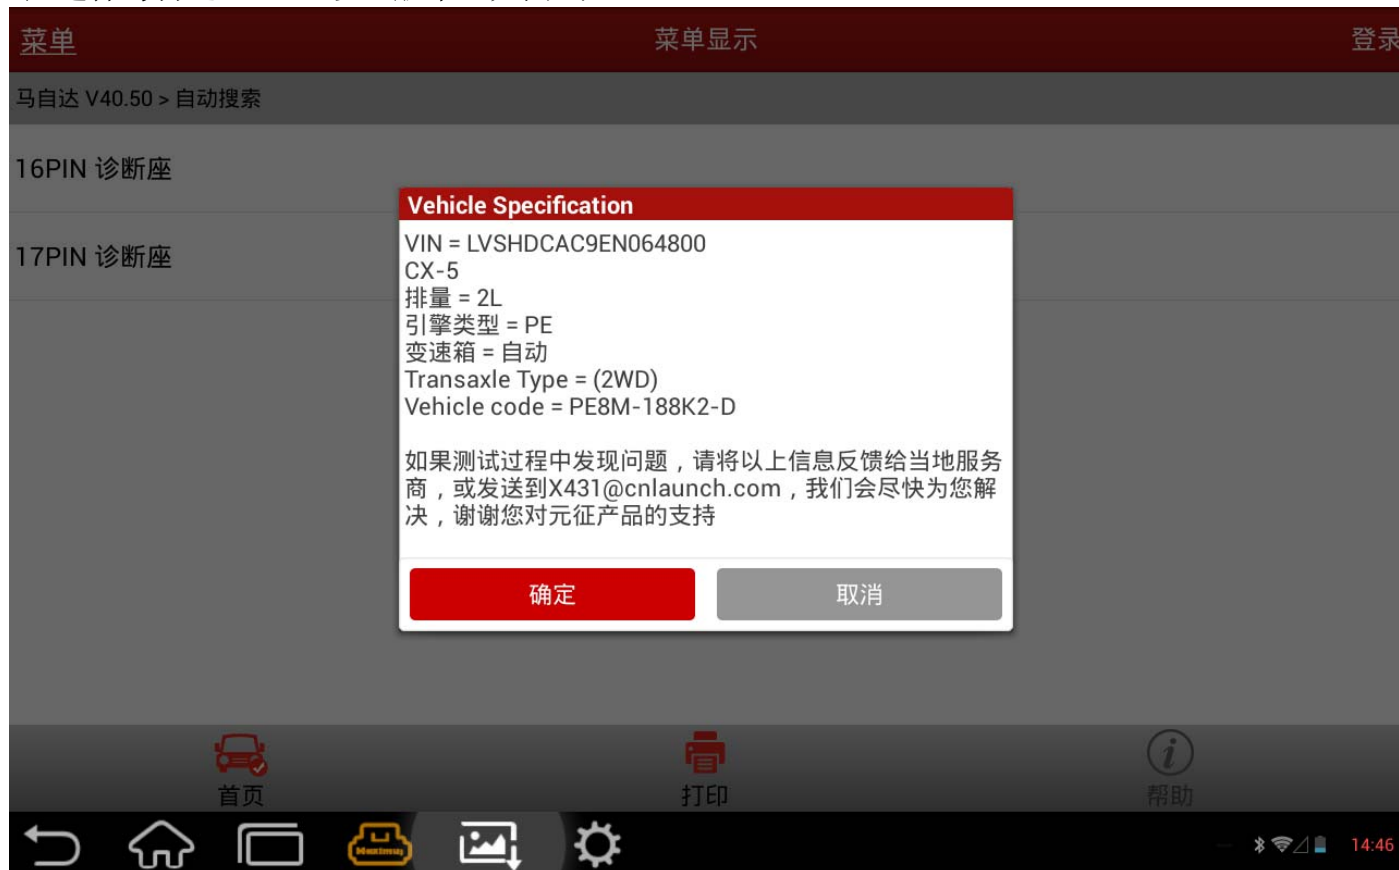 菜单
菜单显示
登录
马自达 V40.50 > 自动搜索
16PIN 诊断座
17PIN 诊断座
Vehicle Specification
VIN = LVSHDCAC9EN064800
CX-5
排量 = 2L
引擎类型 = PE
变速箱 = 自动
Transaxle Type = (2WD)
Vehicle code = PE8M-188K2-D
如果测试过程中发现问题，请将以上信息反馈给当地服务
商，或发送到X431@cnlaunch.com，我们会尽快为您解
决，谢谢您对元征产品的支持
确定
取消
首页
打印
帮助
14:46